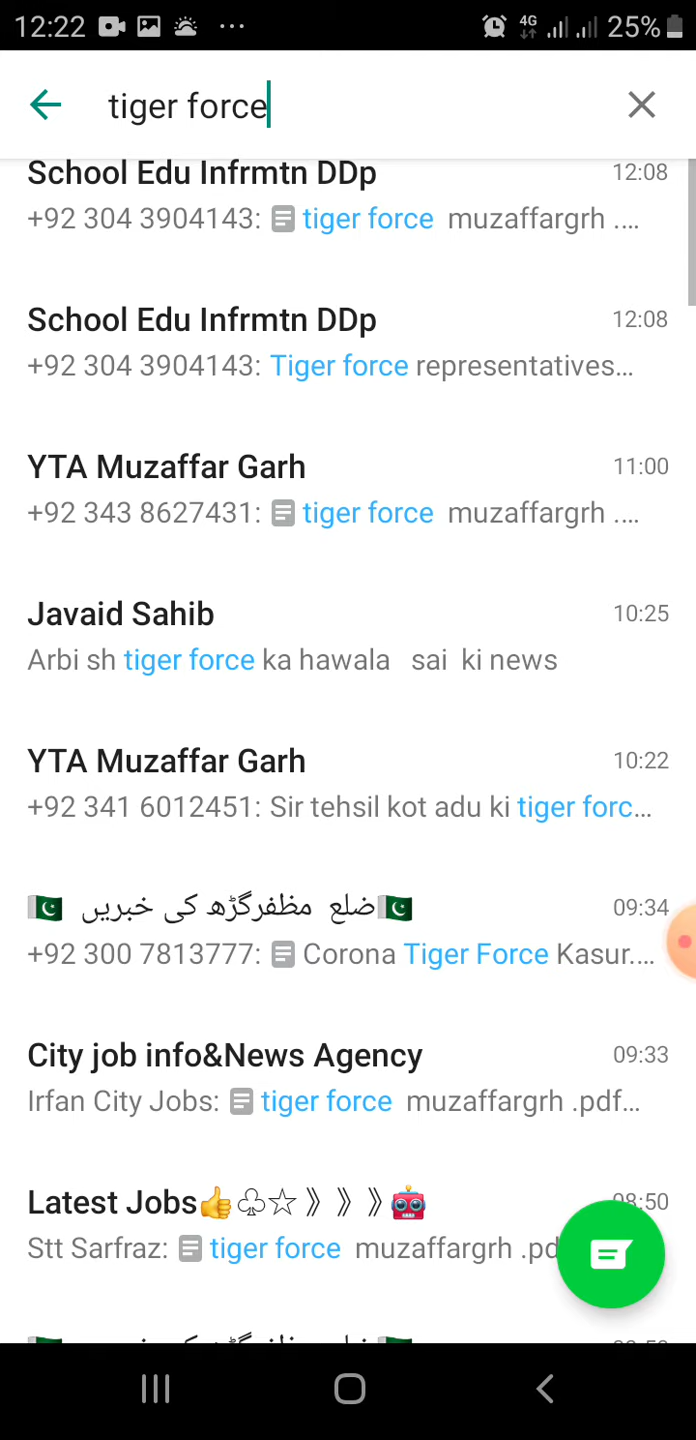 12:22 ... 4G 25%
tiger force
School Edu Infrmtn DDp 12:08
+92 304 3904143: tiger force muzaffargrh ....
School Edu Infrmtn DDp 12:08
+92 304 3904143: Tiger force representatives...
YTA Muzaffar Garh 11:00
+92 343 8627431: tiger force muzaffargrh ....
Javaid Sahib 10:25
Arbi sh tiger force ka hawala sai ki news
YTA Muzaffar Garh 10:22
+92 341 6012451: Sir tehsil kot adu ki tiger forc...
🇵🇰ضلع مظفرگڑھ کی خبریں🇵🇰 09:34
+92 300 7813777: Corona Tiger Force Kasur....
City job info&News Agency 09:33
Irfan City Jobs: tiger force muzaffargrh .pdf...
Latest Jobs👍♧☆》》》🤖 08:50
Stt Sarfraz: tiger force muzaffargrh .pd